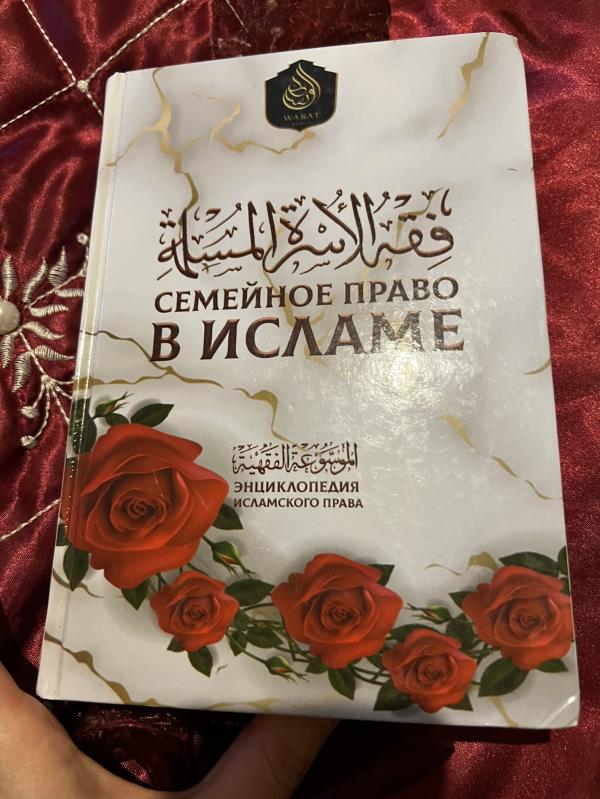 WASAT
فقه الأسرة المسلمة
СЕМЕЙНОЕ ПРАВО
В ИСЛАМЕ
الموسوعة الفقهية
ЭНЦИКЛОПЕДИЯ
ИСЛАМСКОГО ПРАВА